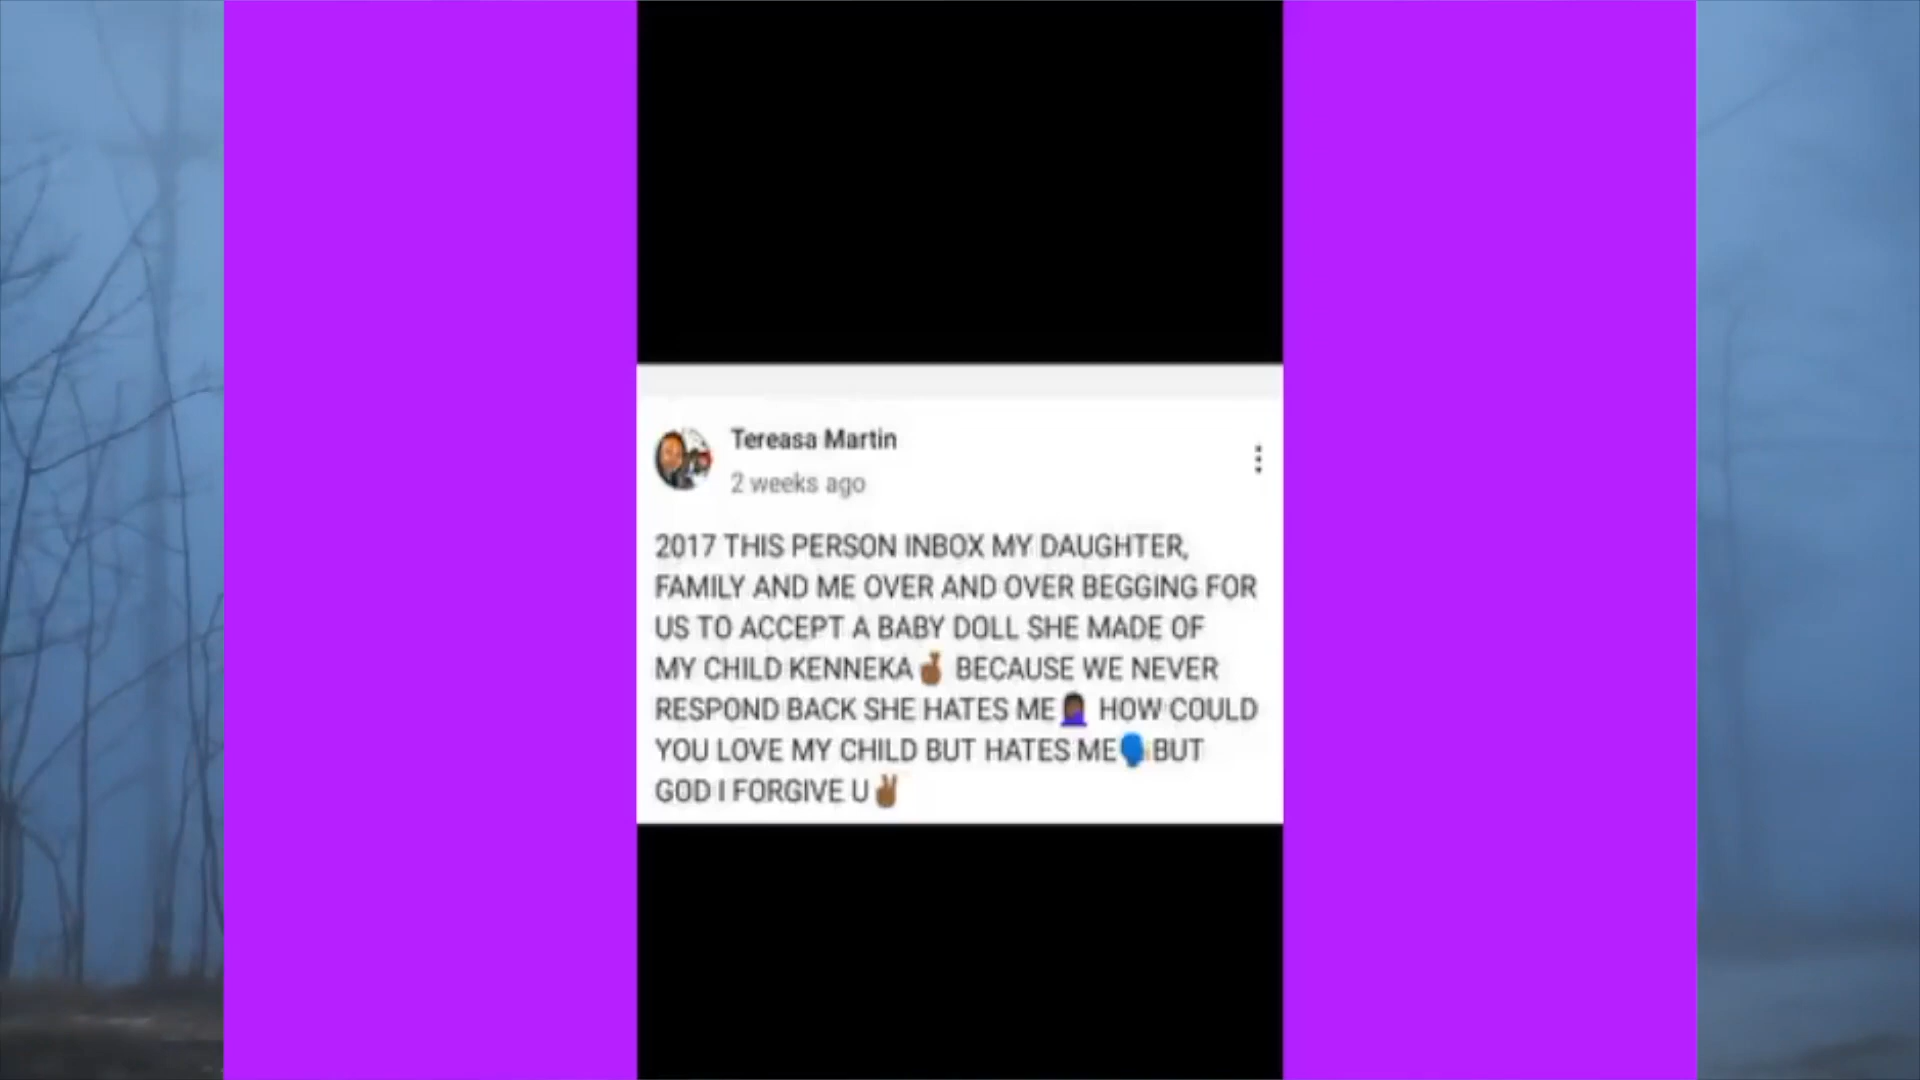 Tereasa Martin
2 weeks ago
2017 THIS PERSON INBOX MY DAUGHTER,
FAMILY AND ME OVER AND OVER BEGGING FOR
US TO ACCEPT A BABY DOLL SHE MADE OF
MY CHILD KENNEKA🤞🏾 BECAUSE WE NEVER
RESPOND BACK SHE HATES ME🤦🏾‍♀️ HOW COULD
YOU LOVE MY CHILD BUT HATES ME🗣️BUT
GOD I FORGIVE U✌🏾